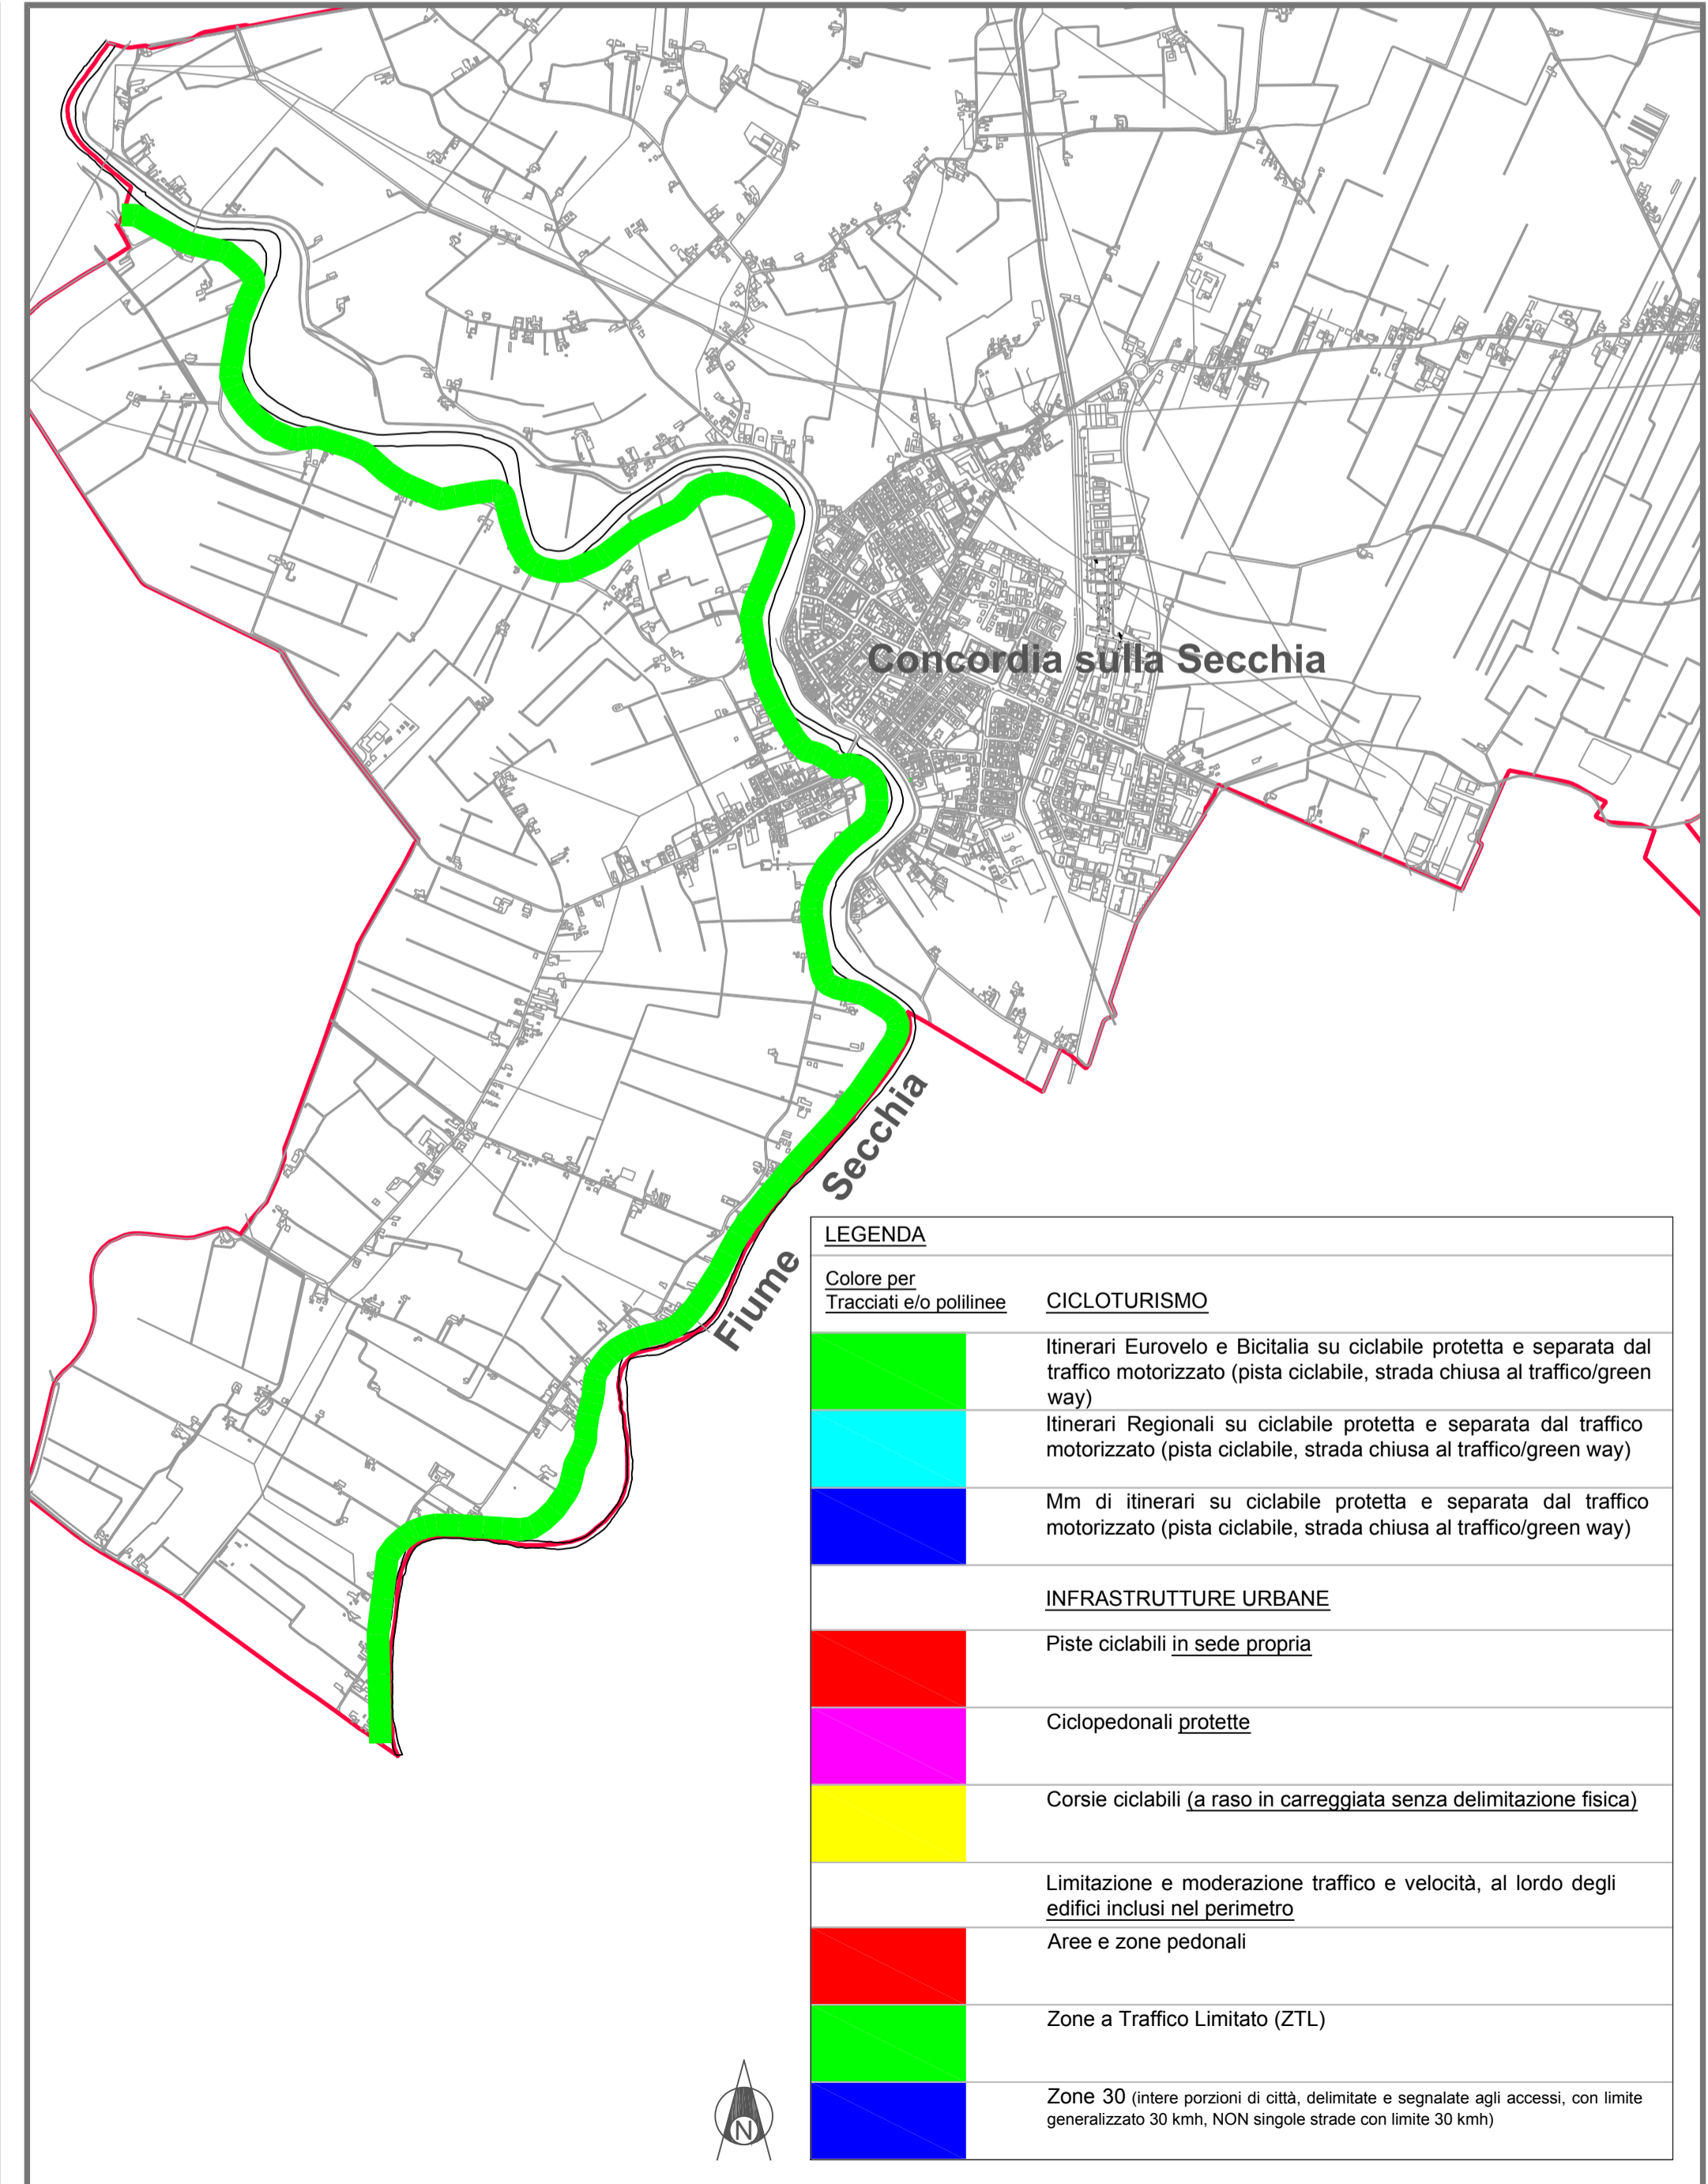 Concordia sulla Secchia
Fiume Secchia
LEGENDA
Colore per
Tracciati e/o polilinee
CICLOTURISMO
Itinerari Eurovelo e Bicitalia su ciclabile protetta e separata dal
traffico motorizzato (pista ciclabile, strada chiusa al traffico/green
way)
Itinerari Regionali su ciclabile protetta e separata dal traffico
motorizzato (pista ciclabile, strada chiusa al traffico/green way)
Mm di itinerari su ciclabile protetta e separata dal traffico
motorizzato (pista ciclabile, strada chiusa al traffico/green way)
INFRASTRUTTURE URBANE
Piste ciclabili in sede propria
Ciclopedonali protette
Corsie ciclabili (a raso in carreggiata senza delimitazione fisica)
Limitazione e moderazione traffico e velocità, al lordo degli
edifici inclusi nel perimetro
Aree e zone pedonali
Zone a Traffico Limitato (ZTL)
Zone 30 (intere porzioni di città, delimitate e segnalate agli accessi, con limite
generalizzato 30 kmh, NON singole strade con limite 30 kmh)
N